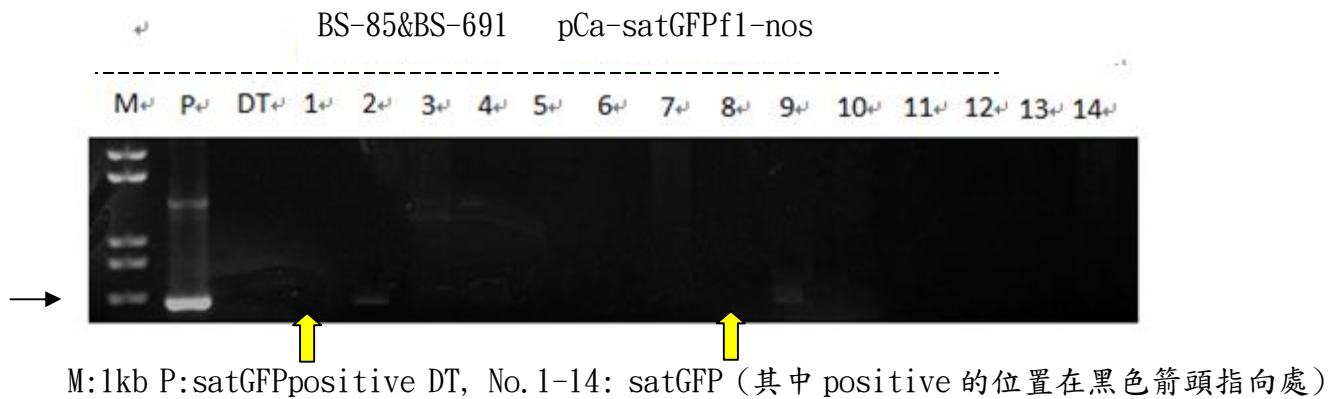 BS-85&BS-691 pCa-satGFPf1-nos
M P DT 1 2 3 4 5 6 7 8 9 10 11 12 13 14
M:1kb P:satGFPpositive DT, No.1-14: satGFP (其中 positive 的位置在黑色箭頭指向處)